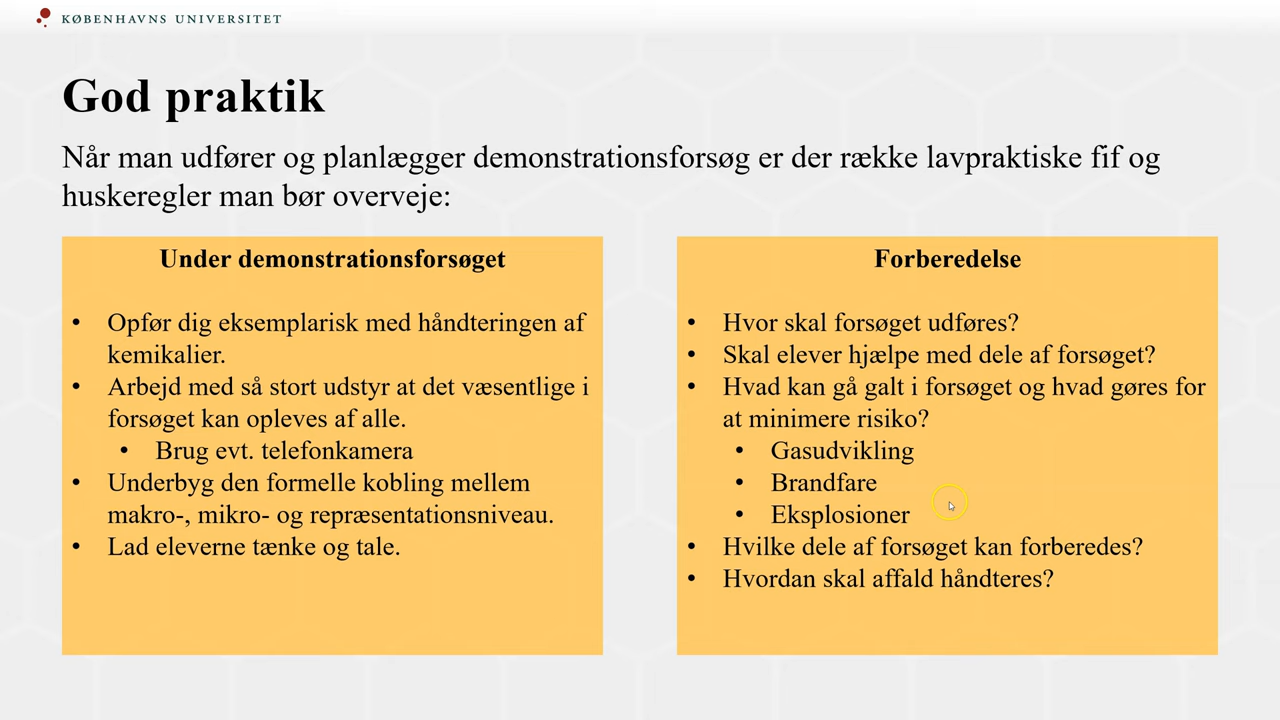 KØBENHAVNS UNIVERSITET
God praktik
Når man udfører og planlægger demonstrationsforsøg er der række lavpraktiske fif og
huskeregler man bør overveje:
Under demonstrationsforsøget
• Opfør dig eksemplarisk med håndteringen af
kemikalier.
• Arbejd med så stort udstyr at det væsentlige i
forsøget kan opleves af alle.
• Brug evt. telefonkamera
• Underbyg den formelle kobling mellem
makro-, mikro- og repræsentationsniveau.
• Lad eleverne tænke og tale.
Forberedelse
• Hvor skal forsøget udføres?
• Skal elever hjælpe med dele af forsøget?
• Hvad kan gå galt i forsøget og hvad gøres for
at minimere risiko?
• Gasudvikling
• Brandfare
• Eksplosioner
• Hvilke dele af forsøget kan forberedes?
• Hvordan skal affald håndteres?